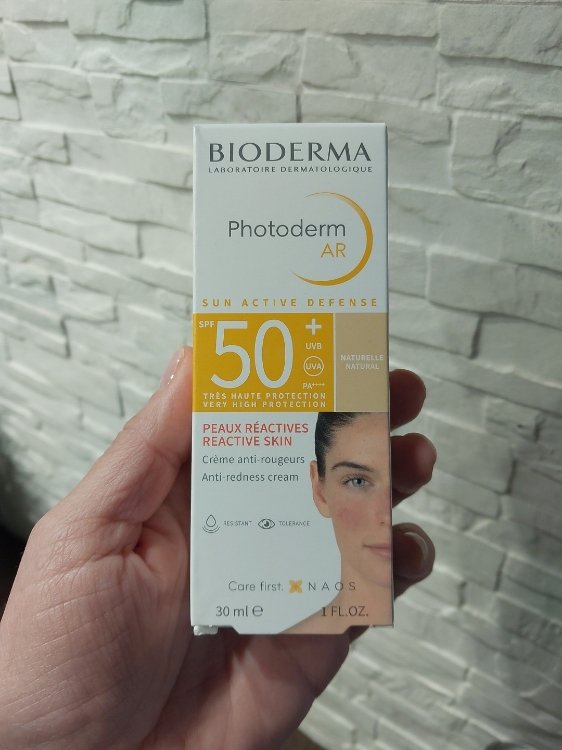 BIODERMA
LABORATOIRE DERMATOLOGIQUE
Photoderm
AR
SUN ACTIVE DEFENSE
SPF 50+
UVB
UVA
PA++++
NATURELLE
NATURAL
TRÈS HAUTE PROTECTION
VERY HIGH PROTECTION
PEAUX RÉACTIVES
REACTIVE SKIN
Crème anti-rougeurs
Anti-redness cream
RESISTANT TOLERANCE
Care first. NAOS
30 ml ℮ 1 FL.OZ.